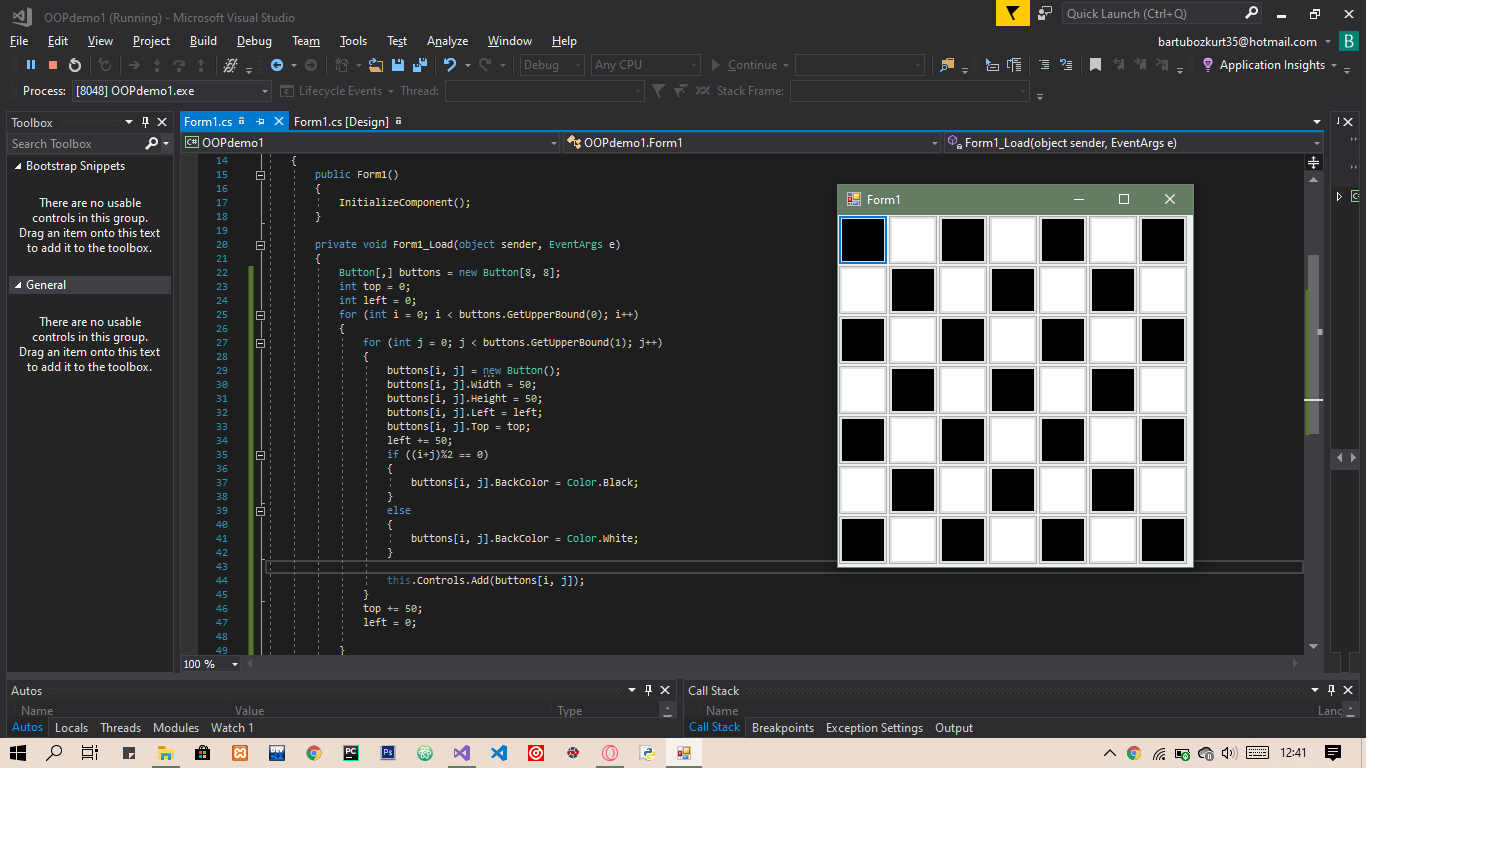 OOPdemo1 (Running) - Microsoft Visual Studio
Quick Launch (Ctrl+Q)
File Edit View Project Build Debug Team Tools Test Analyze Window Help
bartubozkurt35@hotmail.com B
Debug Any CPU Continue Application Insights
Process: [8048] OOPdemo1.exe Lifecycle Events Thread: Stack Frame:
Toolbox
Search Toolbox
Bootstrap Snippets
There are no usable
controls in this group.
Drag an item onto this text
to add it to the toolbox.
General
There are no usable
controls in this group.
Drag an item onto this text
to add it to the toolbox.
Form1.cs Form1.cs [Design]
C# OOPdemo1 OOPdemo1.Form1 Form1_Load(object sender, EventArgs e)
14 {
15 public Form1()
16 {
17 InitializeComponent();
18 }
19
20 private void Form1_Load(object sender, EventArgs e)
21 {
22 Button[,] buttons = new Button[8, 8];
23 int top = 0;
24 int left = 0;
25 for (int i = 0; i < buttons.GetUpperBound(0); i++)
26 {
27 for (int j = 0; j < buttons.GetUpperBound(1); j++)
28 {
29 buttons[i, j] = new Button();
30 buttons[i, j].Width = 50;
31 buttons[i, j].Height = 50;
32 buttons[i, j].Left = left;
33 buttons[i, j].Top = top;
34 left += 50;
35 if ((i+j)%2 == 0)
36 {
37 buttons[i, j].BackColor = Color.Black;
38 }
39 else
40 {
41 buttons[i, j].BackColor = Color.White;
42 }
43
44 this.Controls.Add(buttons[i, j]);
45 }
46 top += 50;
47 left = 0;
48
49 }
100 %
Form1
Autos
Name Value Type
Autos Locals Threads Modules Watch 1
Call Stack
Name Lang
Call Stack Breakpoints Exception Settings Output
PC Ps
12:41